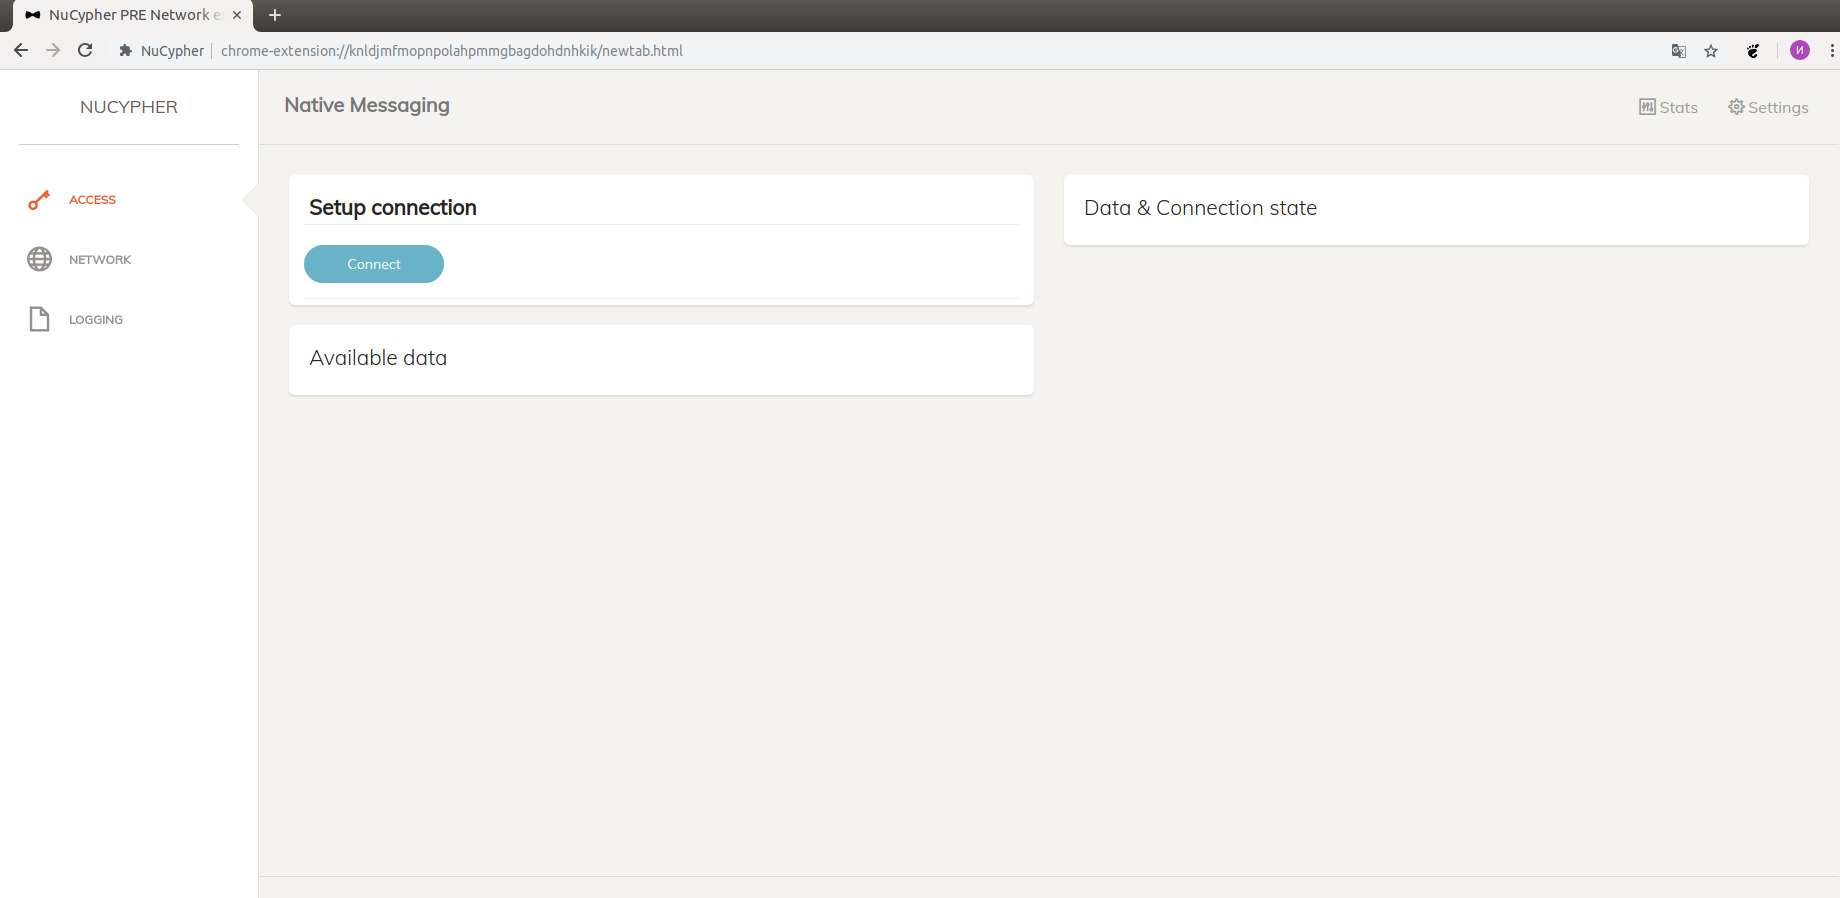 NuCypher PRE Network e
NuCypher
chrome-extension://knldjmfmopnpolahpmmgbagdohdnhkik/newtab.html
И
NUCYPHER
Native Messaging
Stats
Settings
ACCESS
NETWORK
LOGGING
Setup connection
Connect
Available data
Data & Connection state